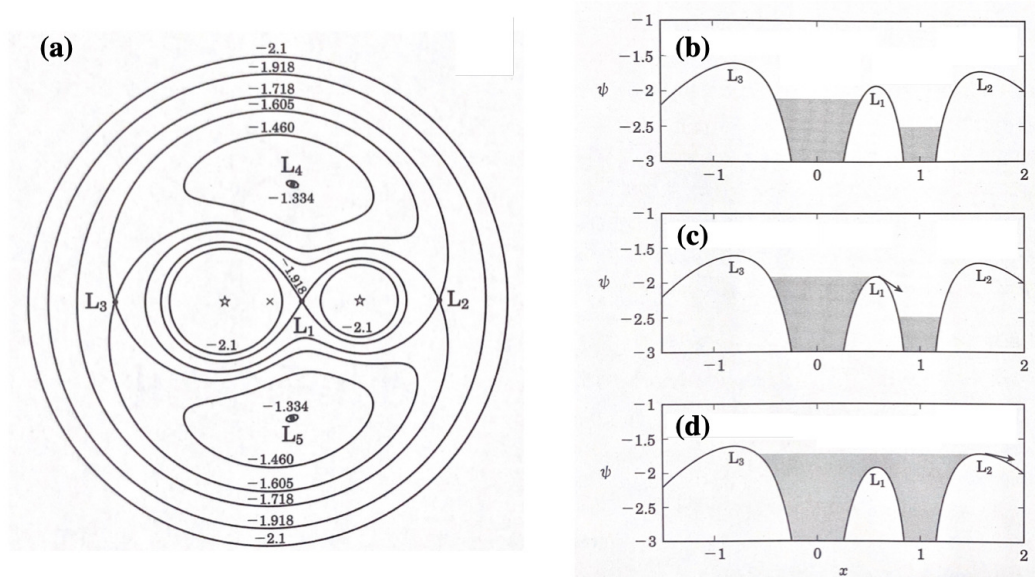 (a)
−2.1
−1.918
−1.718
−1.605
−1.460
L₄
−1.334
−1.918
L₃
L₂
L₁
−2.1
−2.1
−1.334
L₅
−1.460
−1.605
−1.718
−1.918
−2.1
(b)
−1
−1.5
−2
−2.5
−3
ψ
L₃
L₁
L₂
−1
0
1
2
(c)
−1
−1.5
−2
−2.5
−3
ψ
L₃
L₁
L₂
−1
0
1
2
(d)
−1
−1.5
−2
−2.5
−3
ψ
L₃
L₁
L₂
−1
0
1
2
x